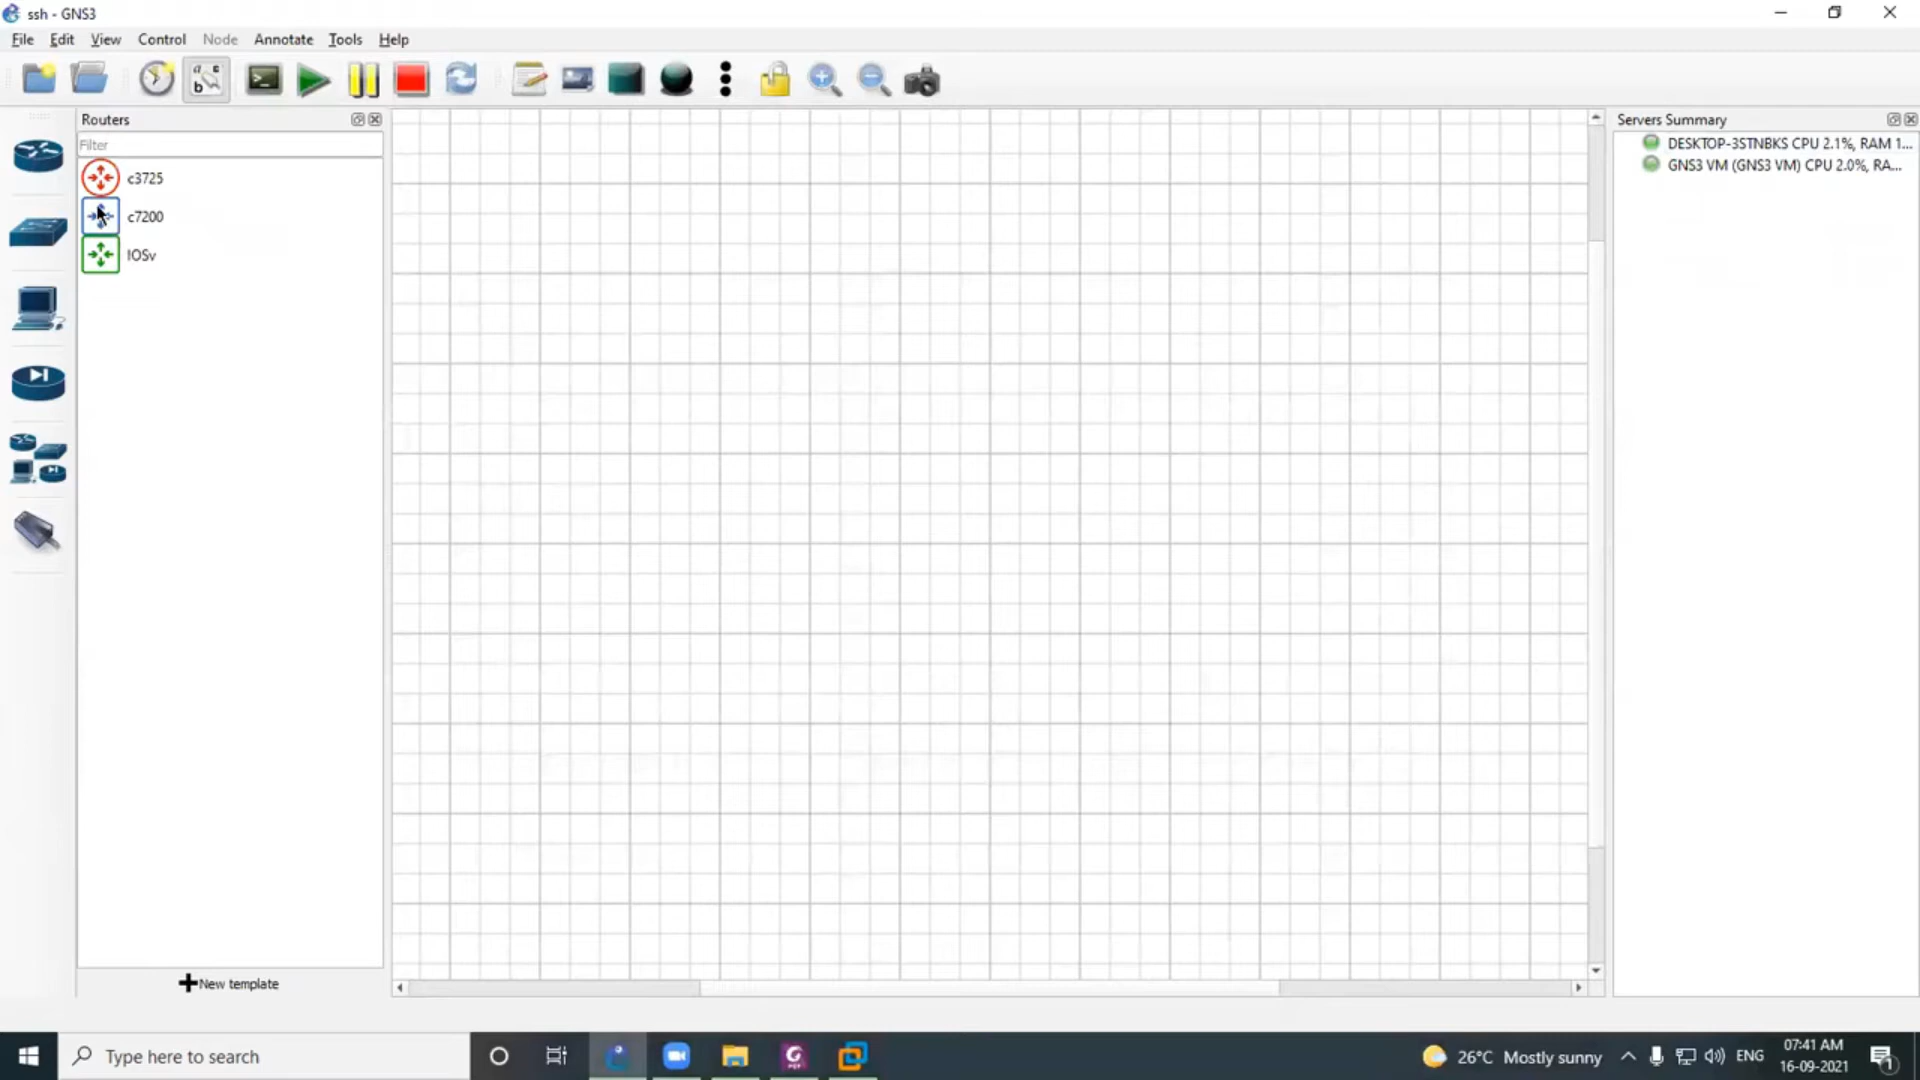 ssh - GNS3
File Edit View Control Node Annotate Tools Help
Routers
Filter
c3725
c7200
IOSv
New template
Servers Summary
DESKTOP-3STNBKS CPU 2.1%, RAM 1...
GNS3 VM (GNS3 VM) CPU 2.0%, RA...
Type here to search
26°C Mostly sunny
ENG
07:41 AM
16-09-2021
1